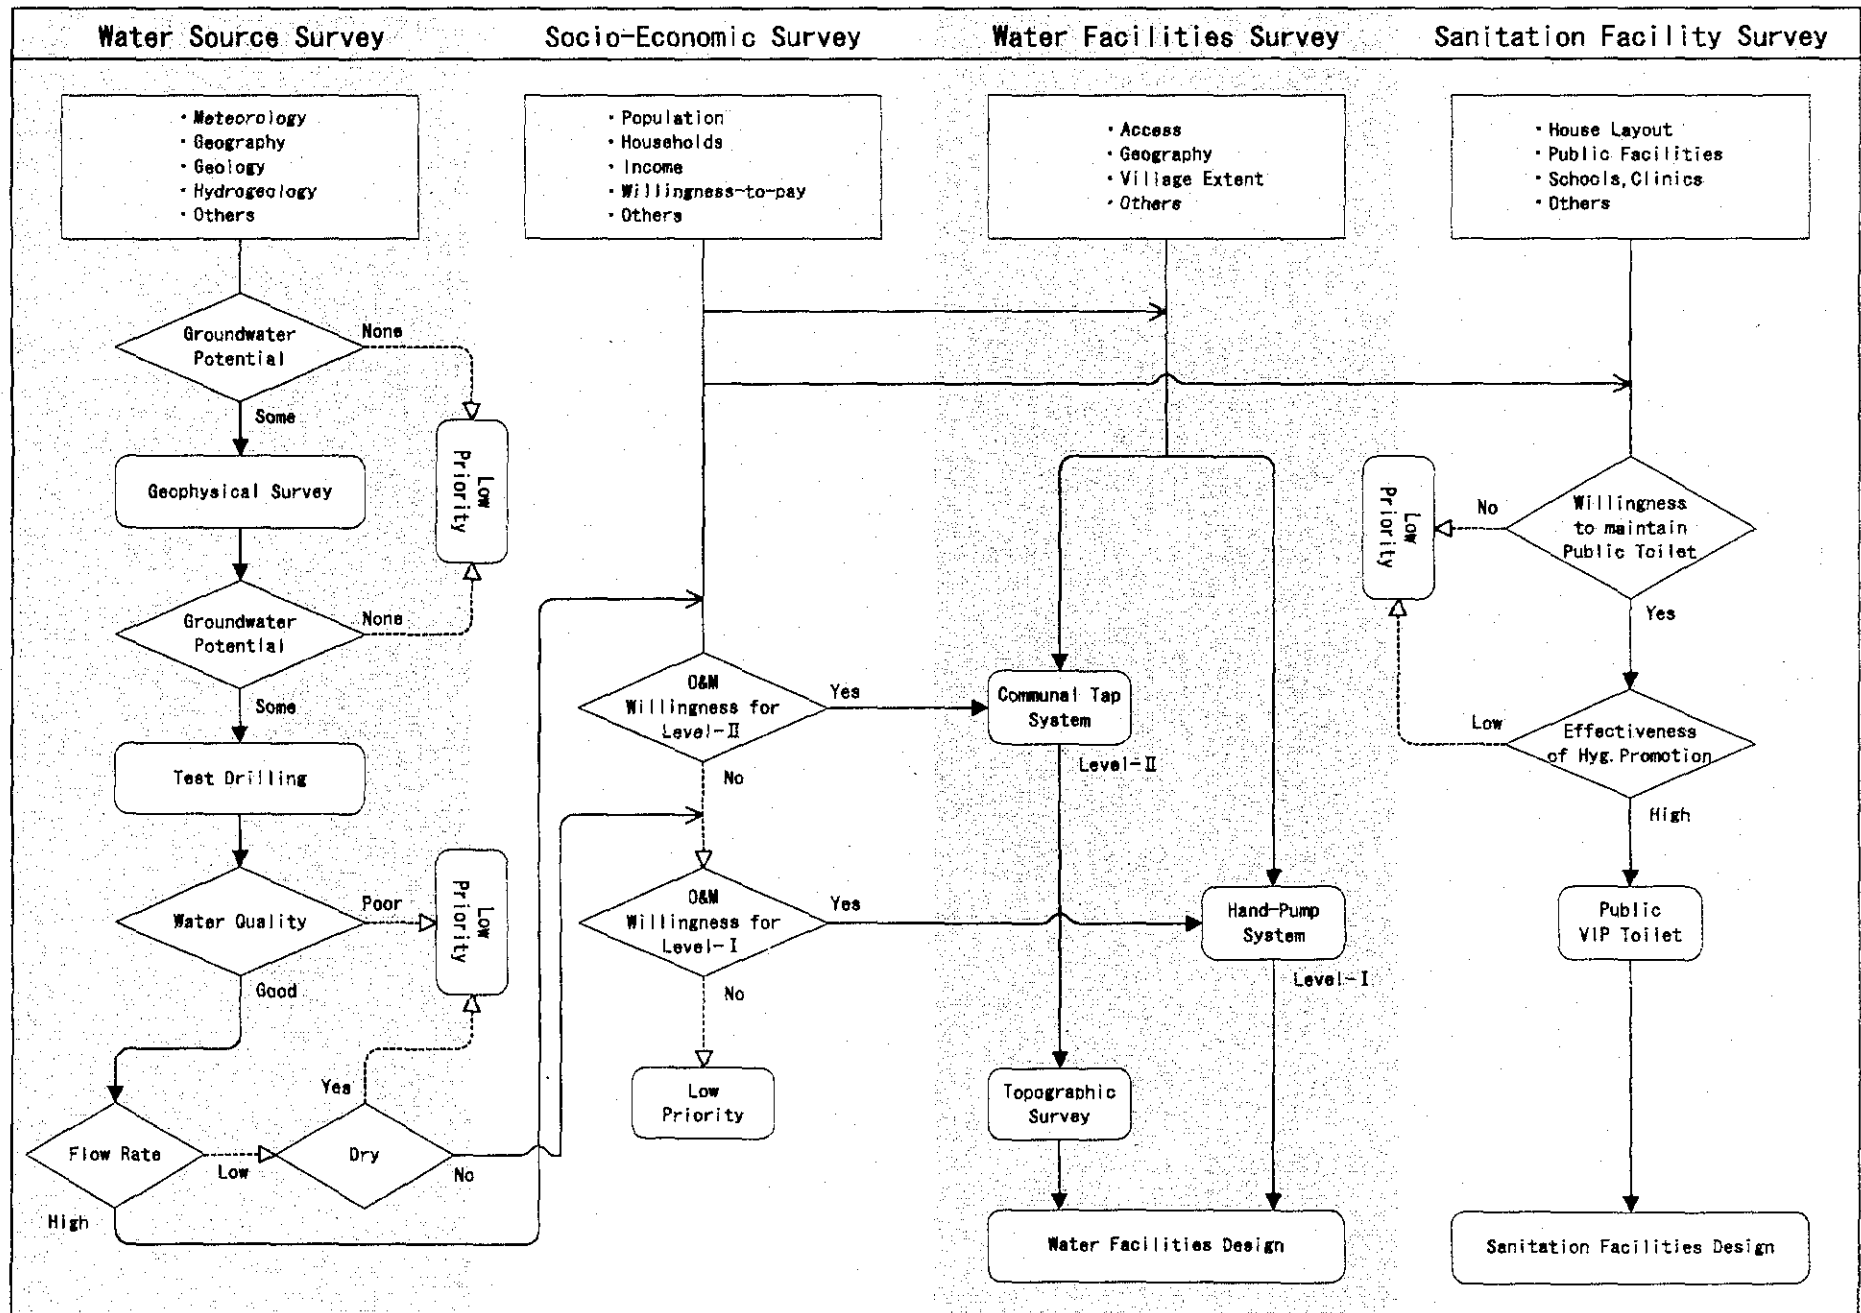 Water Source Survey
Socio-Economic Survey
Water Facilities Survey
Sanitation Facility Survey
・Meteorology
・Geography
・Geology
・Hydrogeology
・Others
・Population
・Households
・Income
・Willingness-to-pay
・Others
・Access
・Geography
・Village Extent
・Others
・House Layout
・Public Facilities
・Schools,Clinics
・Others
Groundwater
Potential
None
Some
Low
Priority
Geophysical Survey
Groundwater
Potential
None
Some
Test Drilling
Water Quality
Poor
Good
Low
Priority
Flow Rate
Low
High
Dry
Yes
No
O&M
Willingness for
Level-Ⅱ
Yes
No
O&M
Willingness for
Level-Ⅰ
Yes
No
Low
Priority
Communal Tap
System
Level-Ⅱ
Hand-Pump
System
Level-Ⅰ
Topographic
Survey
Water Facilities Design
Willingness
to maintain
Public Toilet
No
Yes
Low
Priority
Effectiveness
of Hyg.Promotion
Low
High
Public
VIP Toilet
Sanitation Facilities Design